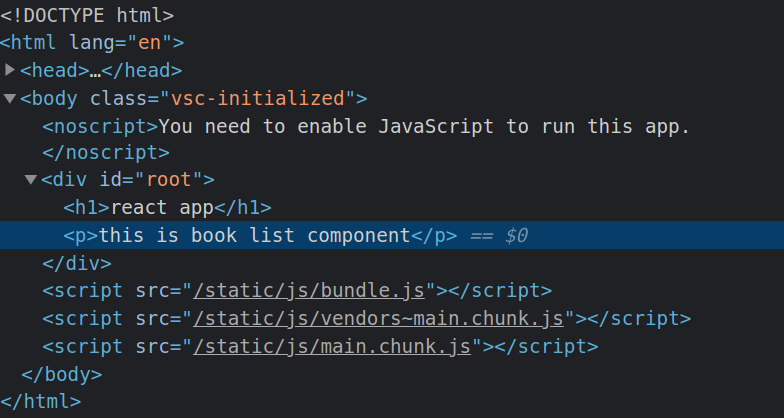 <!DOCTYPE html>
<html lang="en">
<head>…</head>
<body class="vsc-initialized">
<noscript>You need to enable JavaScript to run this app.
</noscript>
<div id="root">
<h1>react app</h1>
<p>this is book list component</p> == $0
</div>
<script src="/static/js/bundle.js"></script>
<script src="/static/js/vendors~main.chunk.js"></script>
<script src="/static/js/main.chunk.js"></script>
</body>
</html>